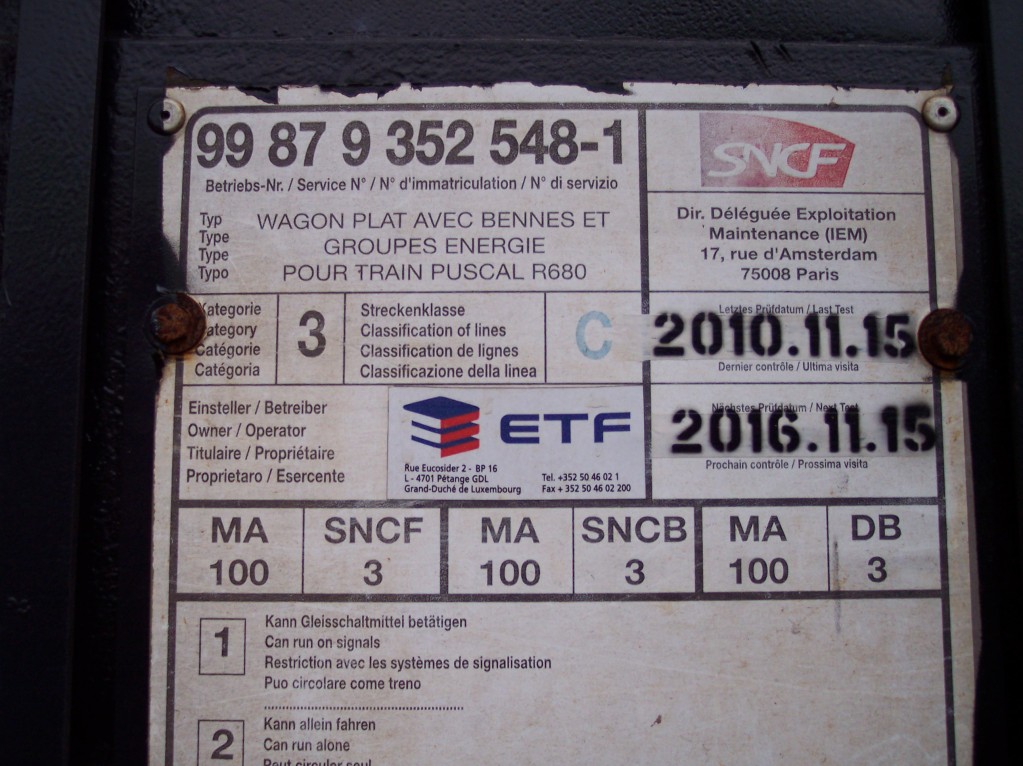 99 87 9 352 548-1
Betriebs-Nr. / Service N° / N° d'immatriculation / N° di servizio
SNCF
Typ
Type
Type
Typo
WAGON PLAT AVEC BENNES ET
GROUPES ENERGIE
POUR TRAIN PUSCAL R680
Dir. Déléguée Exploitation
Maintenance (IEM)
17, rue d'Amsterdam
75008 Paris
Kategorie
Category
Catégorie
Catégoria
3
Streckenklasse
Classification of lines
Classification de lignes
Classificazione della linea
C
Letztes Prüfdatum / Last Test
2010.11.15
Dernier contrôle / Ultima visita
Einsteller / Betreiber
Owner / Operator
Titulaire / Propriétaire
Proprietaro / Esercente
ETF
Rue Eucosider 2 - BP 16
L - 4701 Pétange GDL
Grand-Duché de Luxembourg
Tel. +352 50 46 02 1
Fax + 352 50 46 02 200
Nächstes Prüfdatum / Next Test
2016.11.15
Prochain contrôle / Prossima visita
MA SNCF MA SNCB MA DB
100 3 100 3 100 3
1
Kann Gleisschaltmittel betätigen
Can run on signals
Restriction avec les systèmes de signalisation
Puo circolare come treno
2
Kann allein fahren
Can run alone
Peut circuler seul